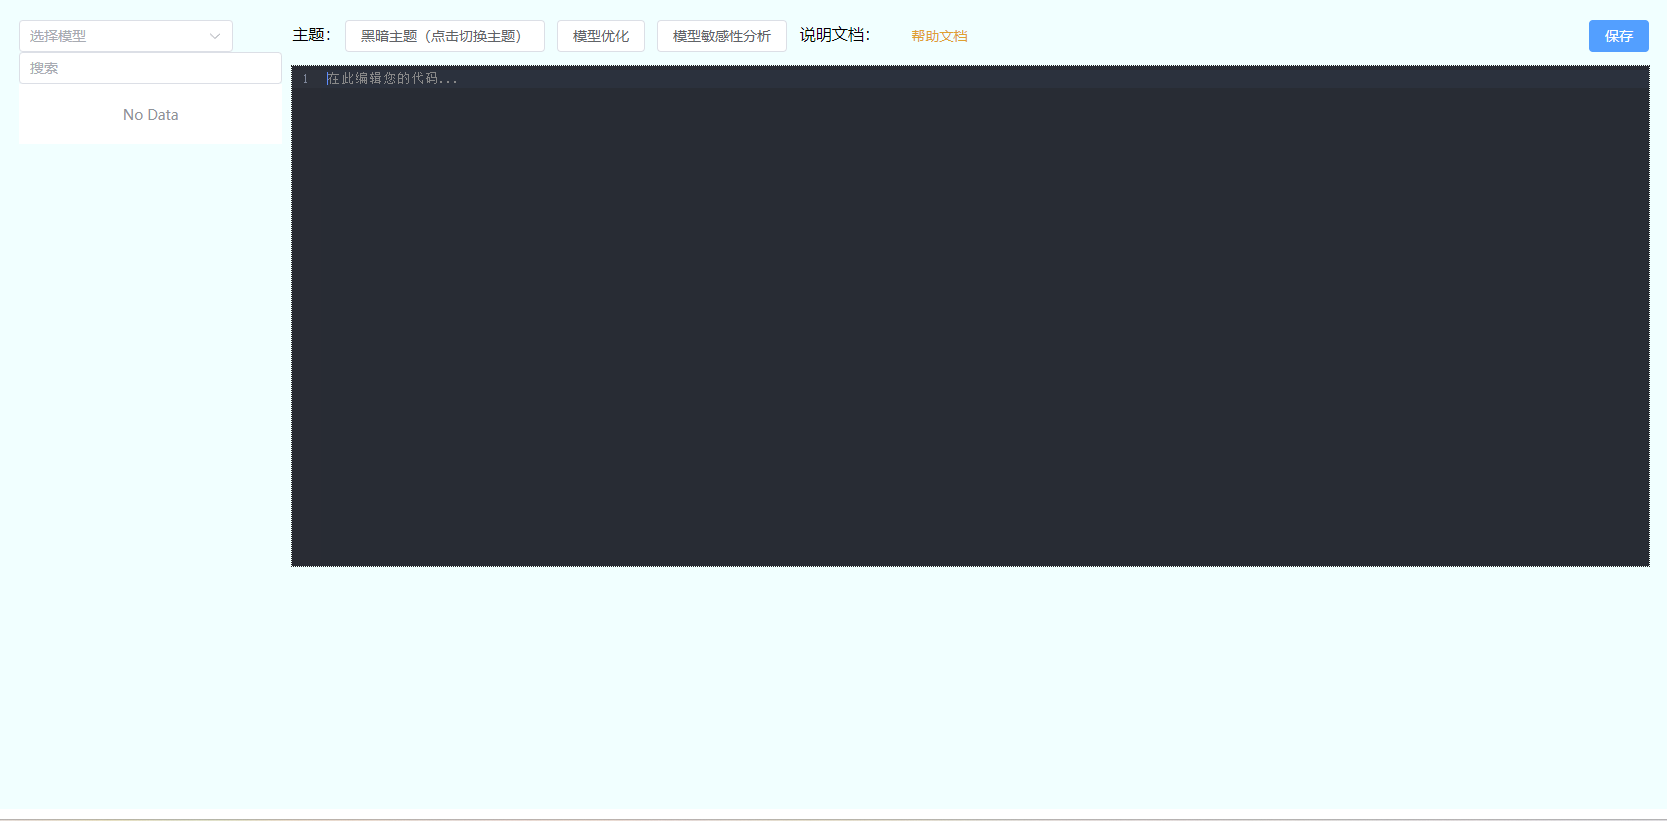 选择模型
搜索
No Data
主题： 黑暗主题（点击切换主题） 模型优化 模型敏感性分析 说明文档： 帮助文档 保存
1 在此编辑您的代码...